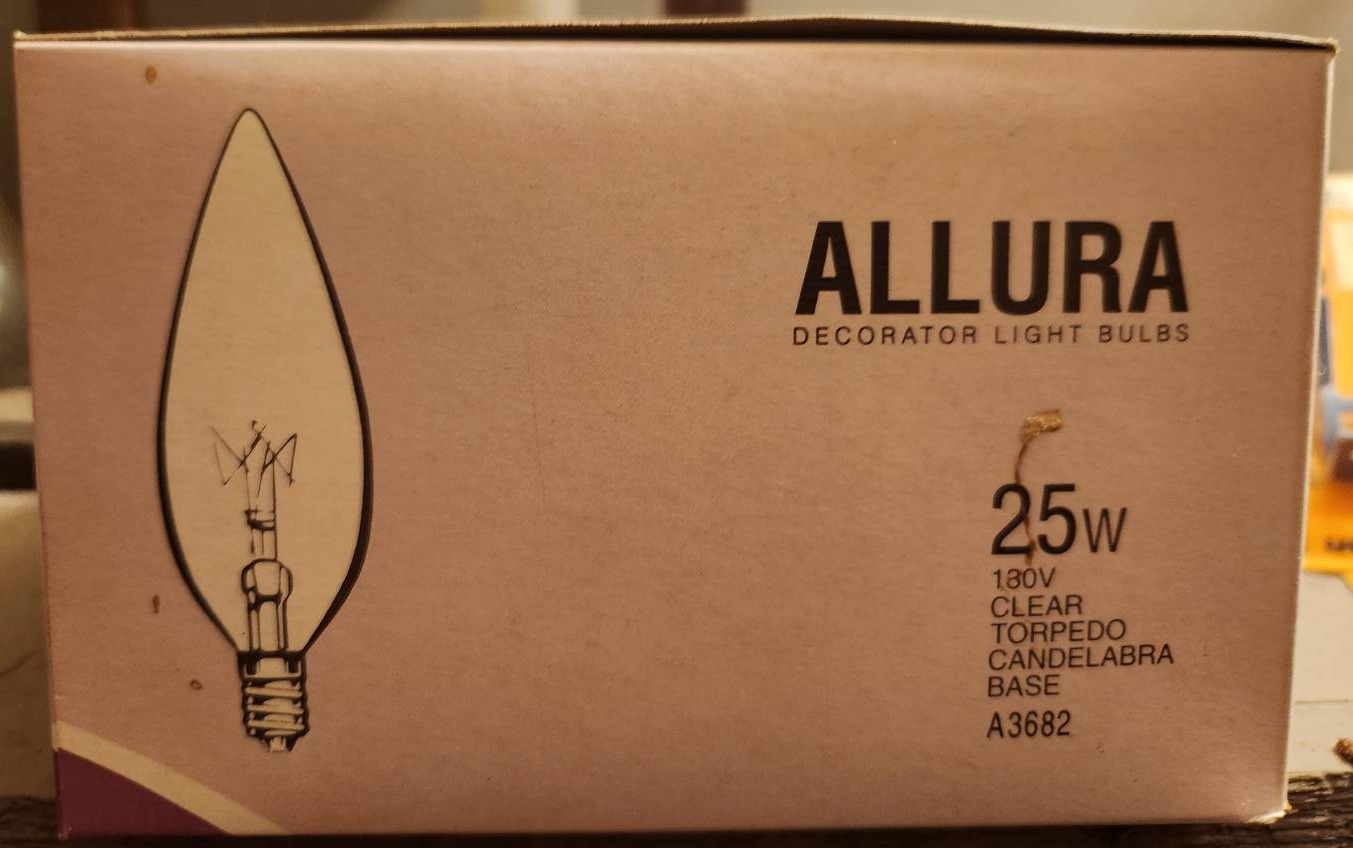 ALLURA
DECORATOR LIGHT BULBS
25W
130V
CLEAR
TORPEDO
CANDELABRA
BASE
A3682